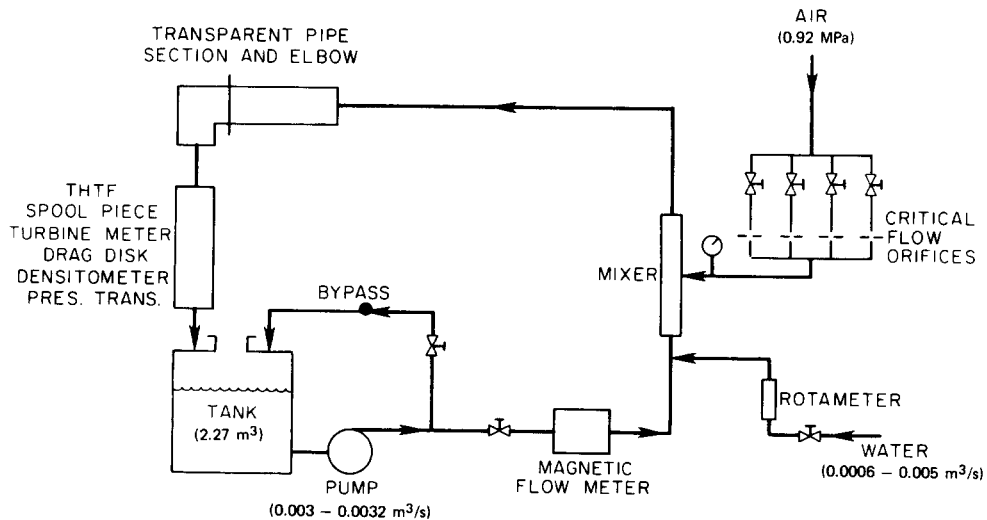 AIR
(0.92 MPa)
TRANSPARENT PIPE
SECTION AND ELBOW
THTF
SPOOL PIECE
TURBINE METER
DRAG DISK
DENSITOMETER
PRES. TRANS.
CRITICAL
FLOW
ORIFICES
MIXER
BYPASS
TANK
(2.27 m³)
ROTAMETER
PUMP
(0.003 – 0.0032 m³/s)
MAGNETIC
FLOW METER
WATER
(0.0006 – 0.005 m³/s)